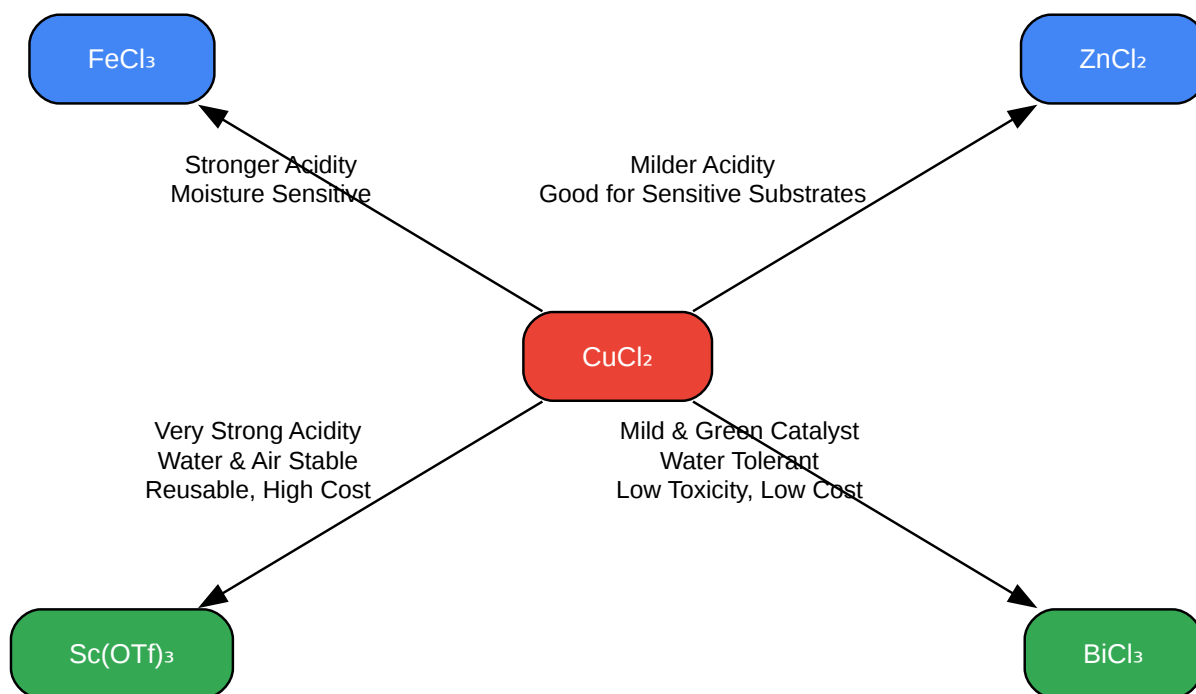 FeCl₃
ZnCl₂
Stronger Acidity
Moisture Sensitive
Milder Acidity
Good for Sensitive Substrates
CuCl₂
Very Strong Acidity
Water & Air Stable
Reusable, High Cost
Mild & Green Catalyst
Water Tolerant
Low Toxicity, Low Cost
Sc(OTf)₃
BiCl₃